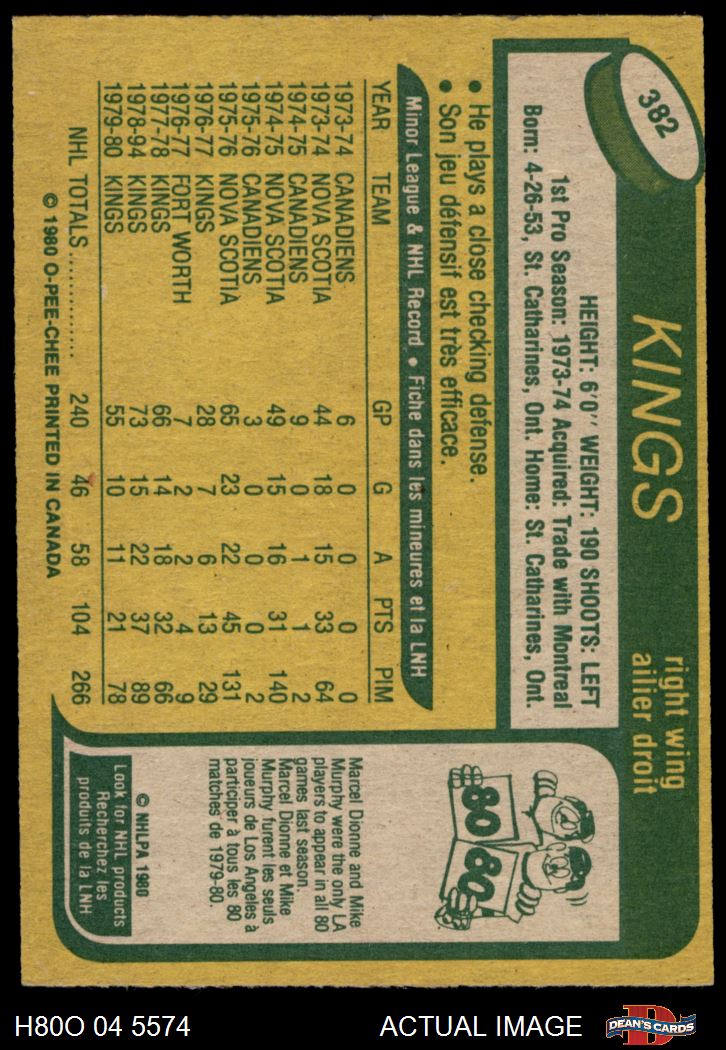 382
KINGS
right wing
ailier droit
HEIGHT: 6'0" WEIGHT: 190 SHOOTS: LEFT
1st Pro Season: 1973-74 Acquired: Trade with Montreal
Born: 4-26-53, St. Catharines, Ont. Home: St. Catharines, Ont.
• He plays a close checking defense.
• Son jeu défensif est très efficace.
Minor League & NHL Record • Fiche dans les mineures et la LNH
YEAR TEAM GP G A PTS PIM
1973-74 CANADIENS 6 0 0 0 0
1973-74 NOVA SCOTIA 44 18 15 33 64
1974-75 CANADIENS 9 0 1 1 2
1974-75 NOVA SCOTIA 49 15 16 31 140
1975-76 CANADIENS 3 0 0 0 2
1975-76 NOVA SCOTIA 65 23 22 45 131
1976-77 KINGS 28 7 6 13 29
1976-77 FORT WORTH 7 2 2 4 9
1977-78 KINGS 66 14 18 32 66
1978-94 KINGS 73 15 22 37 89
1979-80 KINGS 55 10 11 21 78
NHL TOTALS .............. 240 46 58 104 266
© 1980 O-PEE-CHEE PRINTED IN CANADA
80 80
Marcel Dionne and Mike
Murphy were the only LA
players to appear in all 80
games last season.
Marcel Dionne et Mike
Murphy furent les seuls
joueurs de Los Angeles à
participer à tous les 80
matches de 1979-80.
© NHLPA 1980
Look for NHL products
Recherchez les
produits de la LNH
H80O 04 5574
ACTUAL IMAGE
D
DEAN'S CARDS